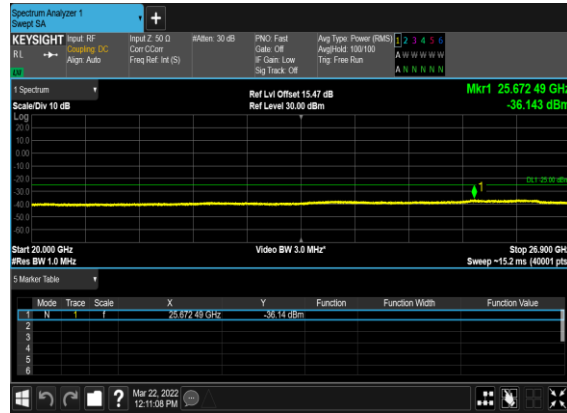 Spectrum Analyzer 1
Swept SA
+
KEYSIGHT Input: RF Input Z: 50 Ω #Atten: 30 dB PNO: Fast Avg Type: Power (RMS) 1 2 3 4 5 6
RL Coupling: DC Corr CCorr Gate: Off Avg|Hold: 100/100 A W W W W W
Align: Auto Freq Ref: Int (S) IF Gain: Low Trig: Free Run
Sig Track: Off A N N N N N
1 Spectrum Ref Lvl Offset 15.47 dB Mkr1 25.672 49 GHz
Scale/Div 10 dB Ref Level 30.00 dBm -36.143 dBm
Log
20.0
10.0
0.00
-10.0
-20.0 DL1 -25.00 dBm
-30.0 1
-40.0
-50.0
-60.0
Start 20.000 GHz Video BW 3.0 MHz* Stop 26.900 GHz
#Res BW 1.0 MHz Sweep ~15.2 ms (40001 pts)
5 Marker Table
Mode Trace Scale X Y Function Function Width Function Value
1 N 1 f 25.672 49 GHz -36.14 dBm
2
3
4
5
6
? Mar 22, 2022
12:11:08 PM